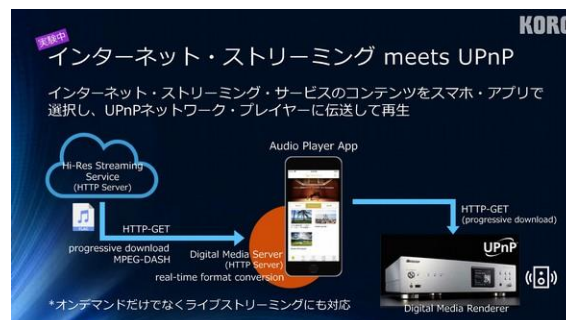 実験中
KORG
インターネット・ストリーミング meets UPnP
インターネット・ストリーミング・サービスのコンテンツをスマホ・アプリで
選択し、UPnPネットワーク・プレイヤーに伝送して再生
Audio Player App
Hi-Res Streaming
Service
(HTTP Server)
FLAC
HTTP-GET
progressive download
MPEG-DASH
Digital Media Server
(HTTP Server)
real-time format conversion
HTTP-GET
(progressive download)
UPnP
Digital Media Renderer
*オンデマンドだけでなくライブストリーミングにも対応